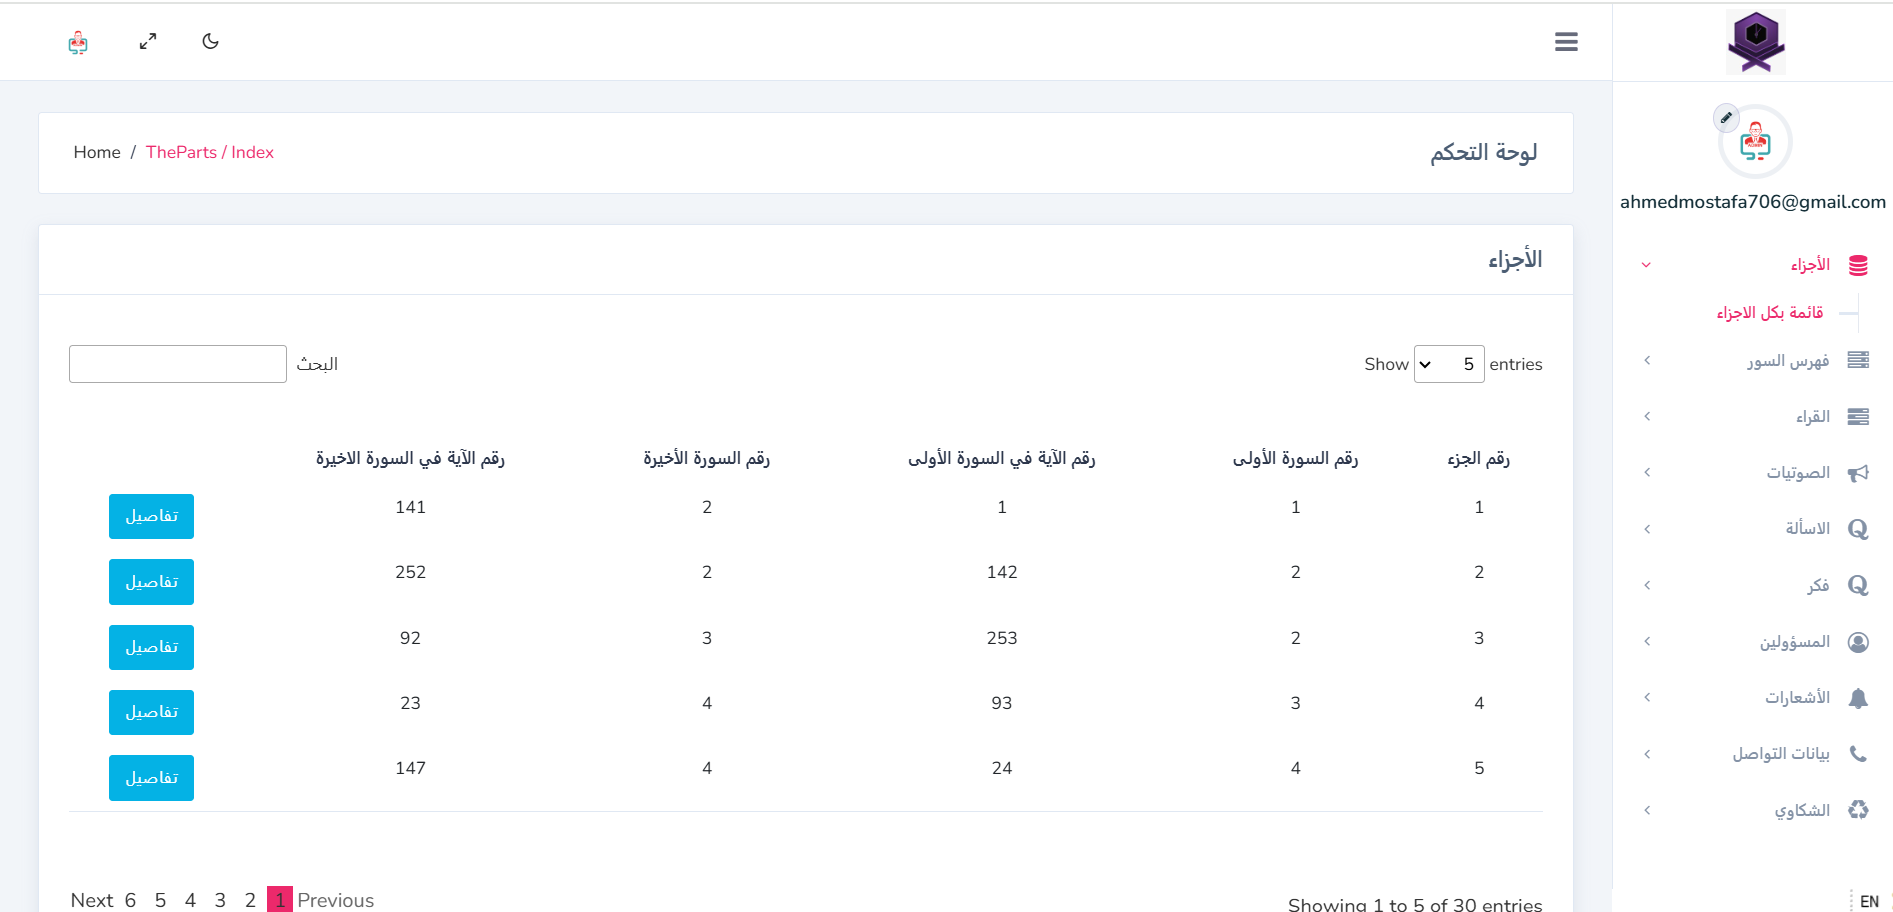 ahmedmostafa706@gmail.com
الأجزاء
قائمة بكل الاجزاء
فهرس السور
القراء
الصوتيات
الاسألة
فكر
المسؤولين
الأشعارات
بيانات التواصل
الشكاوي
EN
لوحة التحكم
Home / TheParts / Index
الأجزاء
Show 5 entries
البحث
رقم الجزء رقم السورة الأولى رقم الآية في السورة الأولى رقم السورة الأخيرة رقم الآية في السورة الاخيرة
1 1 1 2 141 تفاصيل
2 2 142 2 252 تفاصيل
3 2 253 3 92 تفاصيل
4 3 93 4 23 تفاصيل
5 4 24 4 147 تفاصيل
Showing 1 to 5 of 30 entries
Previous 1 2 3 4 5 6 Next